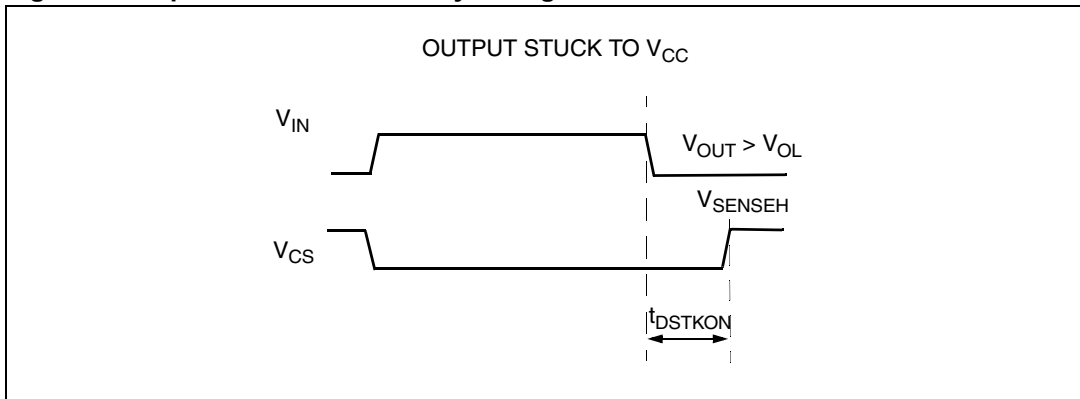 OUTPUT STUCK TO VCC
VIN
VOUT > VOL
VSENSEH
VCS
tDSTKON